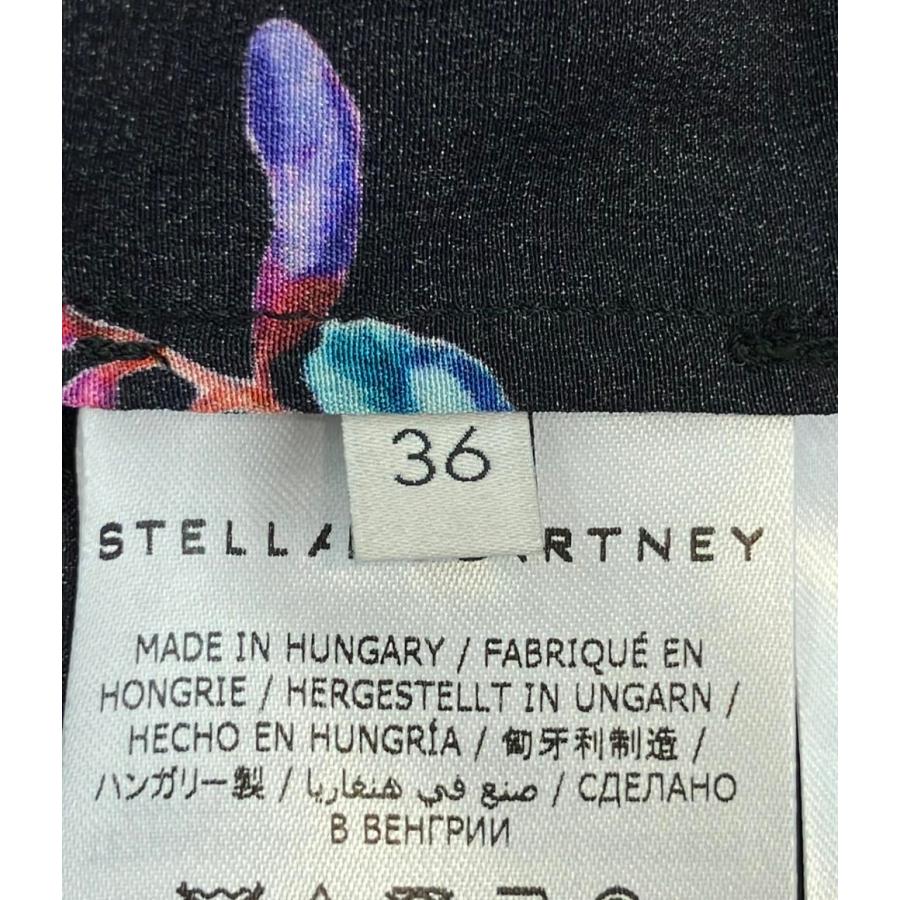 36
STELLA McCARTNEY
MADE IN HUNGARY / FABRIQUÉ EN
HONGRIE / HERGESTELLT IN UNGARN /
HECHO EN HUNGRÍA / 匈牙利制造 /
ハンガリー製 / صنع في هنغاريا / СДЕЛАНО
В ВЕНГРИИ